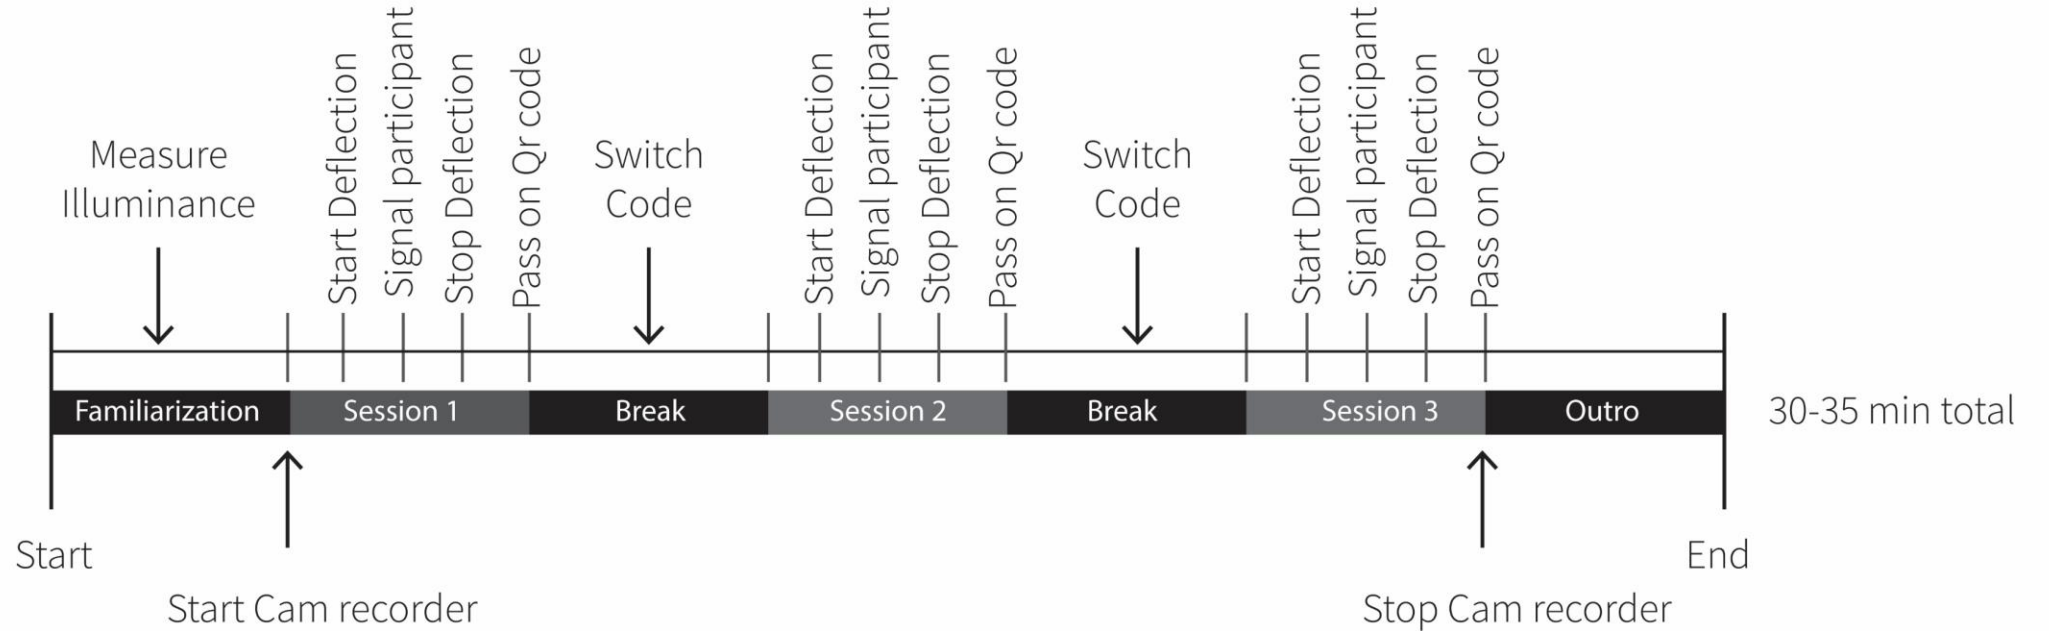 Measure
Illuminance
Start Deflection
Signal participant
Stop Deflection
Pass on Qr code
Switch
Code
Start Deflection
Signal participant
Stop Deflection
Pass on Qr code
Switch
Code
Start Deflection
Signal participant
Stop Deflection
Pass on Qr code
Familiarization
Session 1
Break
Session 2
Break
Session 3
Outro
30-35 min total
Start
End
Start Cam recorder
Stop Cam recorder